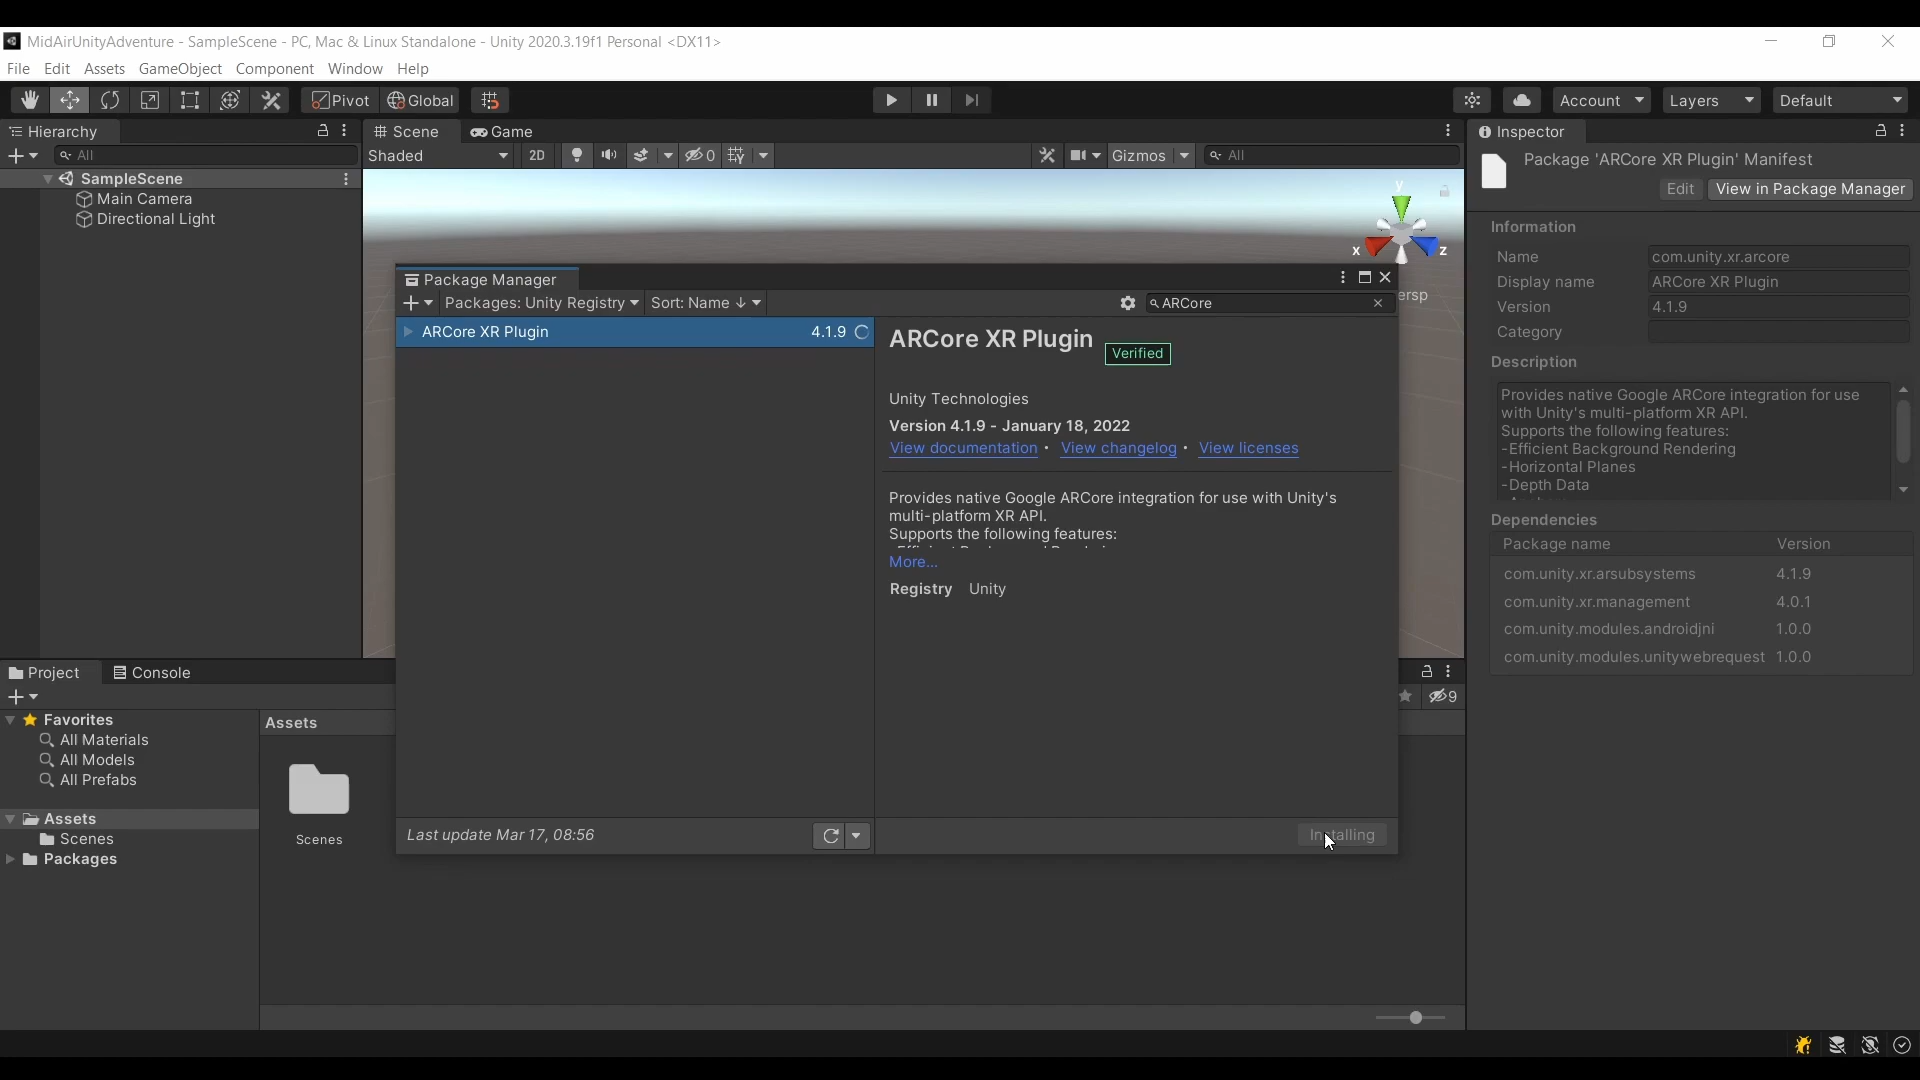 MidAirUnityAdventure - SampleScene - PC, Mac & Linux Standalone - Unity 2020.3.19f1 Personal <DX11>
File Edit Assets GameObject Component Window Help
Pivot Global Account Layers Default
Hierarchy
All
SampleScene
Main Camera
Directional Light
Scene Game
Shaded 2D 0 Gizmos All
y
x z
ersp
Package Manager
Packages: Unity Registry Sort: Name ↓ ARCore
ARCore XR Plugin 4.1.9
Last update Mar 17, 08:56
ARCore XR Plugin Verified
Unity Technologies
Version 4.1.9 - January 18, 2022
View documentation • View changelog • View licenses
Provides native Google ARCore integration for use with Unity's
multi-platform XR API.
Supports the following features:
More...
Registry Unity
Installing
Project Console
9
Favorites
All Materials
All Models
All Prefabs
Assets
Scenes
Packages
Assets
Scenes
Inspector
Package 'ARCore XR Plugin' Manifest
Edit View in Package Manager
Information
Name com.unity.xr.arcore
Display name ARCore XR Plugin
Version 4.1.9
Category
Description
Provides native Google ARCore integration for use
with Unity's multi-platform XR API.
Supports the following features:
-Efficient Background Rendering
-Horizontal Planes
-Depth Data
Dependencies
Package name Version
com.unity.xr.arsubsystems 4.1.9
com.unity.xr.management 4.0.1
com.unity.modules.androidjni 1.0.0
com.unity.modules.unitywebrequest 1.0.0